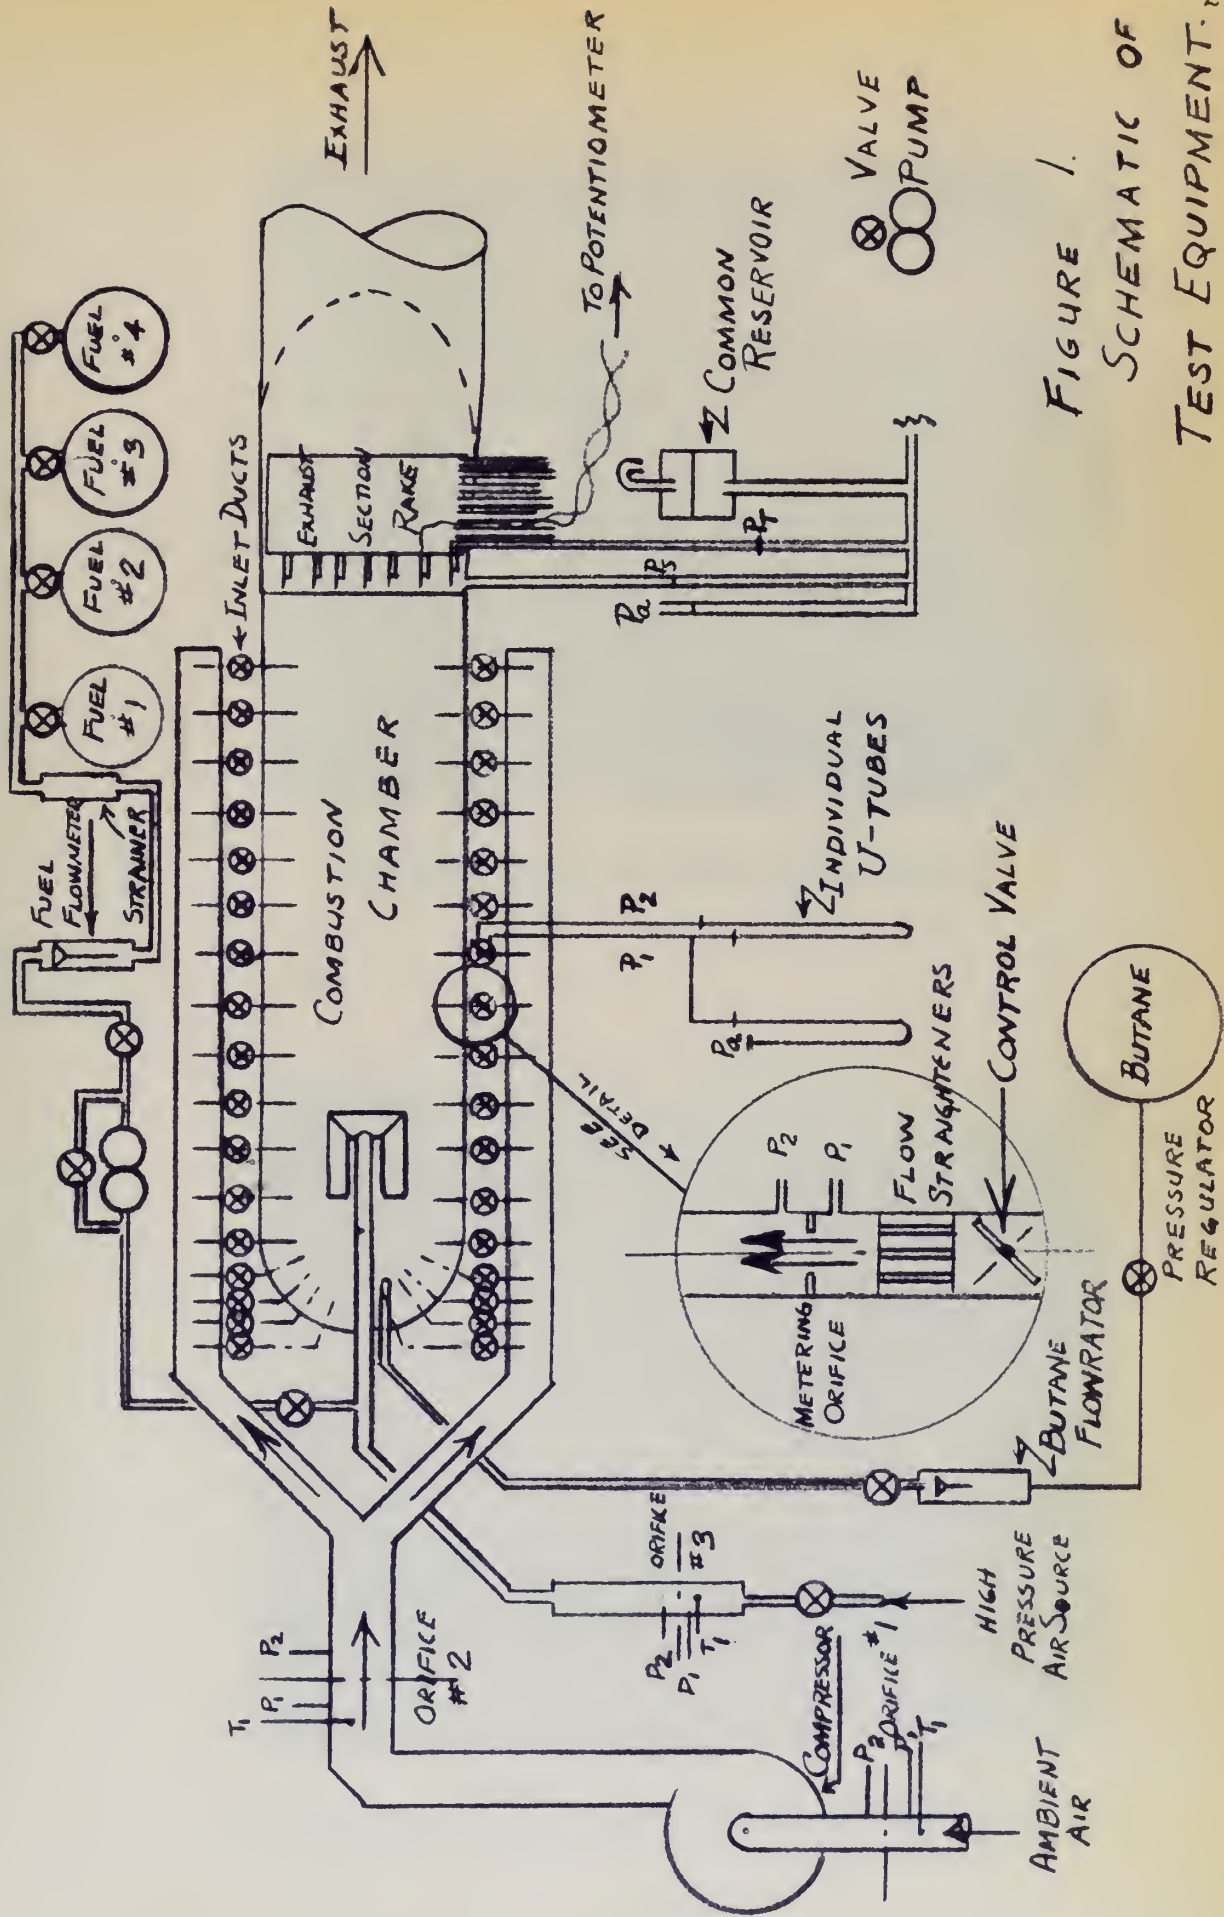 FUEL
#1
FUEL
#2
FUEL
#3
FUEL
#4
FUEL
FLOWMETER
STRAINER
INLET DUCTS
EXHAUST
COMBUSTION
CHAMBER
EXHAUST
SECTION
RAKE
TO POTENTIOMETER
T1
P1
P2
ORIFICE
#2
SEE
DETAIL
Pa
P1
P2
INDIVIDUAL
U-TUBES
Pa
Ps
PT
COMMON
RESERVOIR
VALVE
PUMP
P2
P1
T1
ORIFICE
#3
METERING
ORIFICE
P2
P1
FLOW
STRAIGHTENERS
CONTROL VALVE
COMPRESSOR
P2
ORIFICE #1
P1
T1
AMBIENT
AIR
HIGH
PRESSURE
AIR SOURCE
BUTANE
FLOWRATOR
PRESSURE
REGULATOR
BUTANE
FIGURE 1.
SCHEMATIC OF
TEST EQUIPMENT.